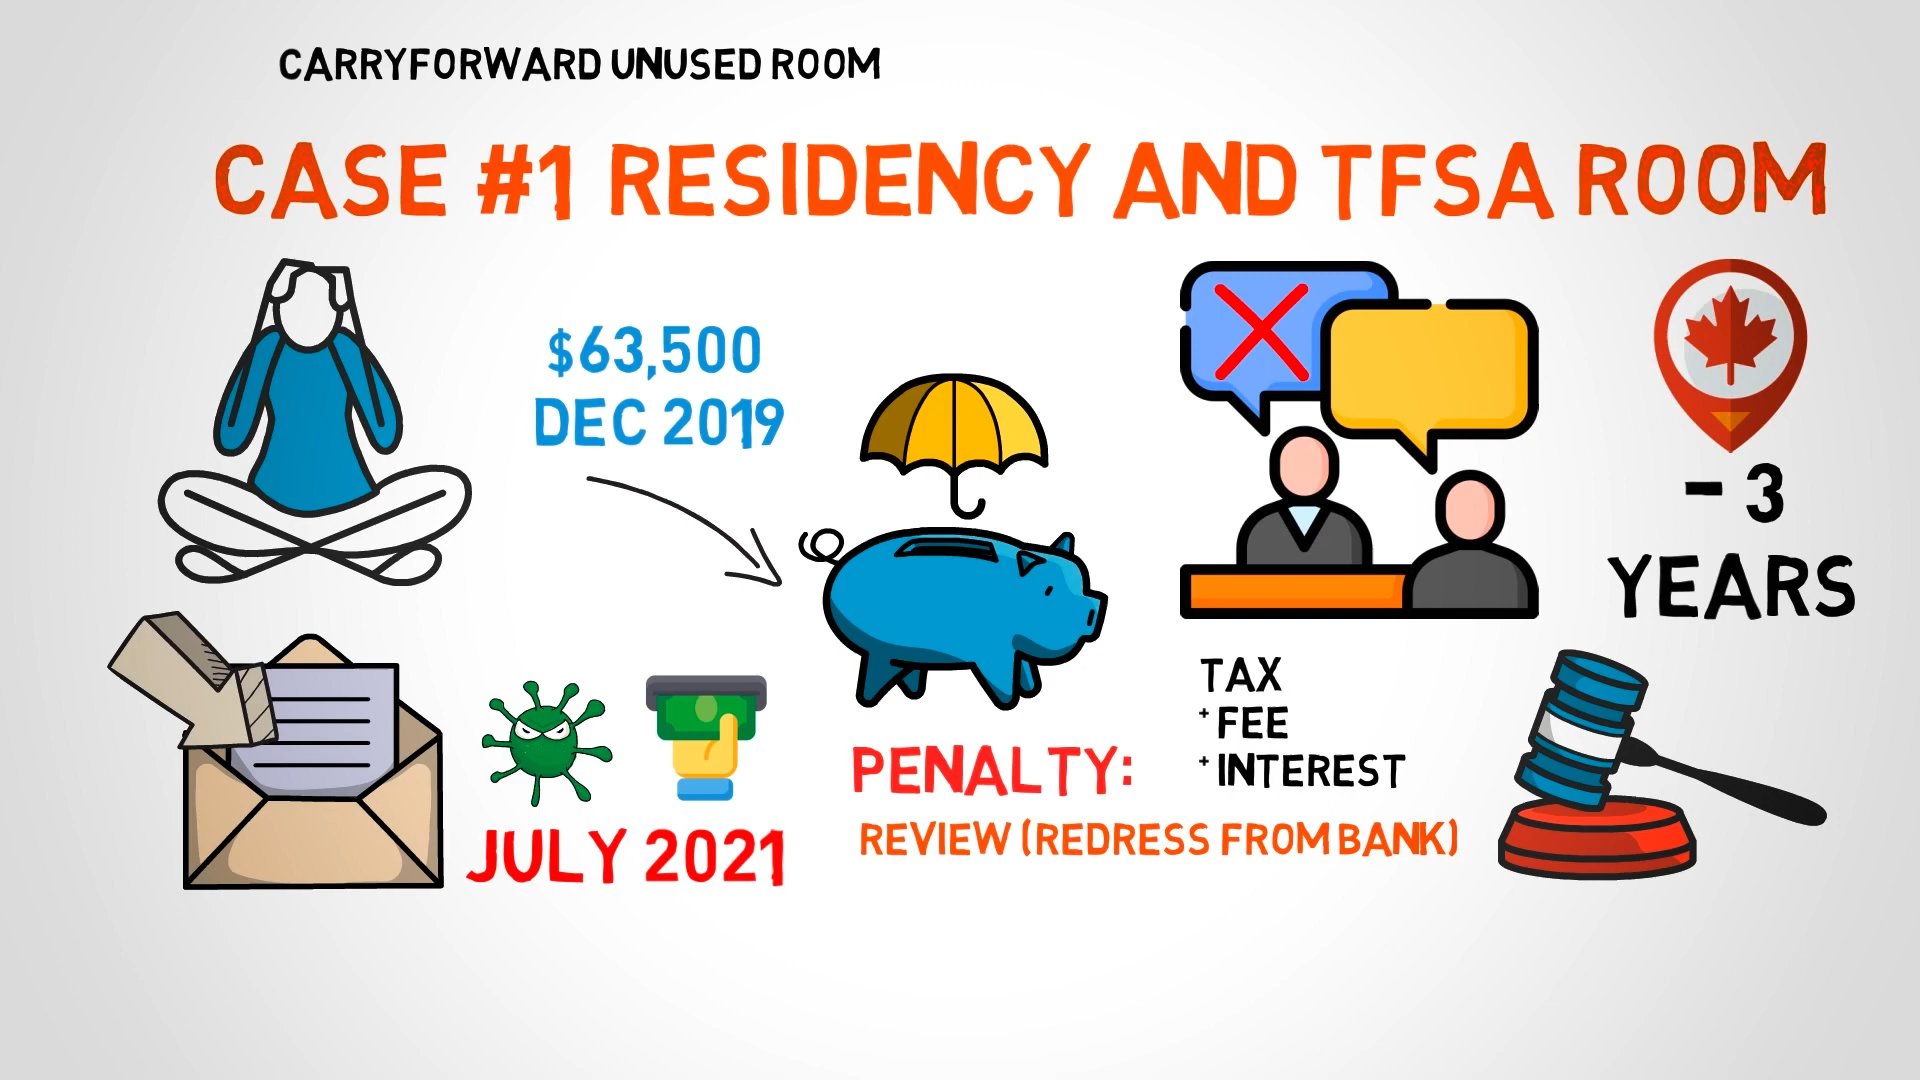 CARRYFORWARD UNUSED ROOM
CASE #1 RESIDENCY AND TFSA ROOM
$63,500
DEC 2019
- 3
YEARS
TAX
+ FEE
+ INTEREST
PENALTY:
REVIEW (REDRESS FROM BANK)
JULY 2021